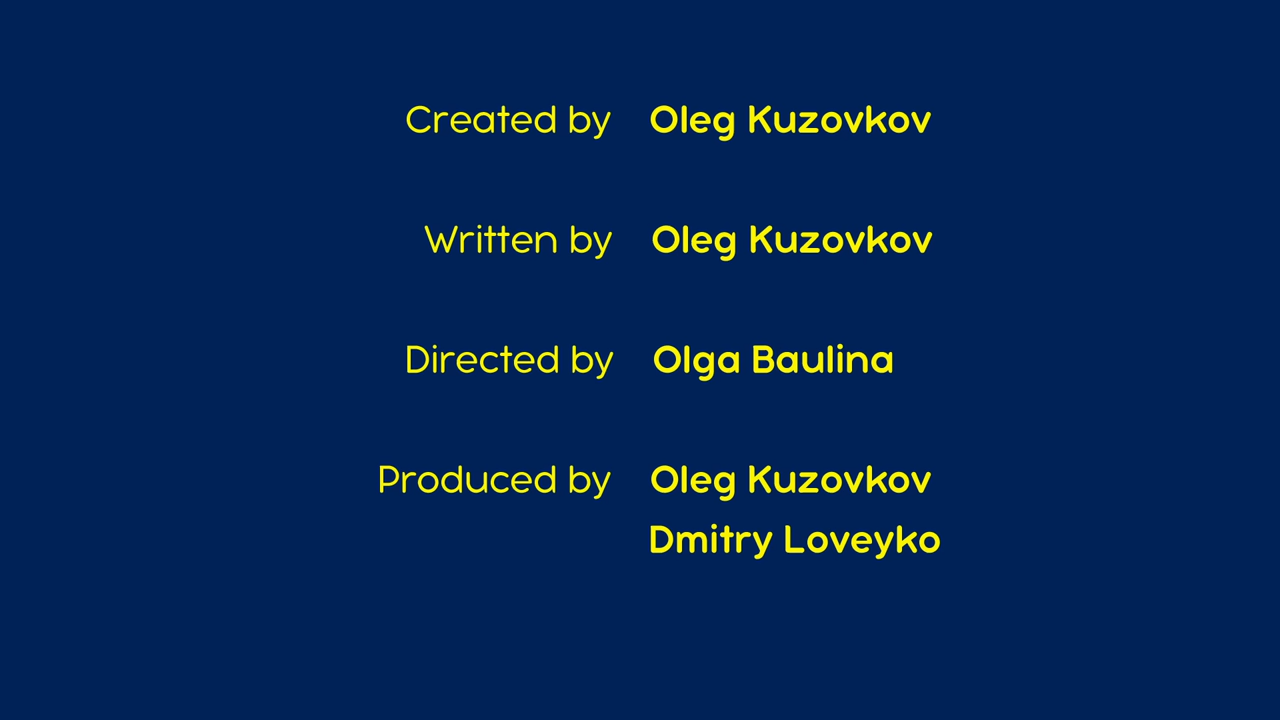 Created by Oleg Kuzovkov
Written by Oleg Kuzovkov
Directed by Olga Baulina
Produced by Oleg Kuzovkov
Dmitry Loveyko